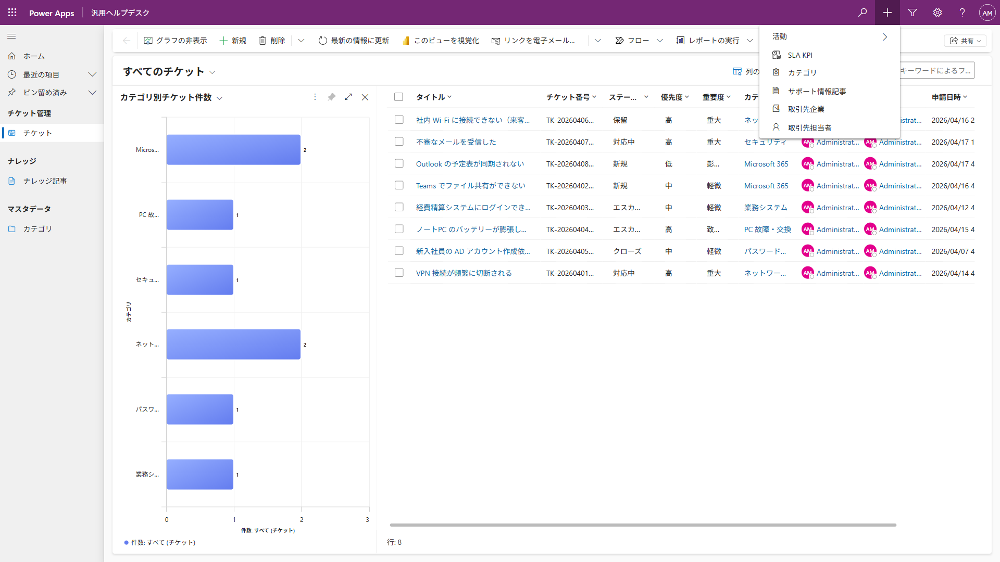 Power Apps
汎用ヘルプデスク
AM
グラフの非表示
新規
削除
最新の情報に更新
このビューを視覚化
リンクを電子メール...
フロー
レポートの実行
共有
活動
SLA KPI
カテゴリ
サポート情報記事
取引先企業
取引先担当者
ホーム
最近の項目
ピン留め済み
チケット管理
チケット
ナレッジ
ナレッジ記事
マスタデータ
カテゴリ
すべてのチケット
列の
キーワードによるフ...
カテゴリ別チケット件数
Micros...
2
PC 故...
1
セキュ...
1
ネット...
2
パスワ...
1
業務シ...
1
カテゴリ
0 1 2 3
件数: すべて (チケット)
件数: すべて (チケット)
タイトル チケット番号 ステー... 優先度 重要度 カテ 申請日時
社内 Wi-Fi に接続できない（来客... TK-20260406... 保留 高 重大 ネッ istrat... 2026/04/16 2
不審なメールを受信した TK-20260407... 対応中 高 重大 セキュリティ AM Administrat... AM Administrat... 2026/04/17 1
Outlook の予定表が同期されない TK-20260408... 新規 低 影... Microsoft 365 AM Administrat... AM Administrat... 2026/04/17 4
Teams でファイル共有ができない TK-20260402... 新規 中 軽微 Microsoft 365 AM Administrat... AM Administrat... 2026/04/16 4
経費精算システムにログインでき... TK-20260403... エスカ... 中 軽微 業務システム AM Administrat... AM Administrat... 2026/04/12 4
ノートPC のバッテリーが膨張し... TK-20260404... エスカ... 高 致... PC 故障・交換 AM Administrat... AM Administrat... 2026/04/15 4
新入社員の AD アカウント作成依... TK-20260405... クローズ 中 軽微 パスワード... AM Administrat... AM Administrat... 2026/04/07 4
VPN 接続が頻繁に切断される TK-20260401... 対応中 高 重大 ネットワー... AM Administrat... AM Administrat... 2026/04/14 4
行: 8